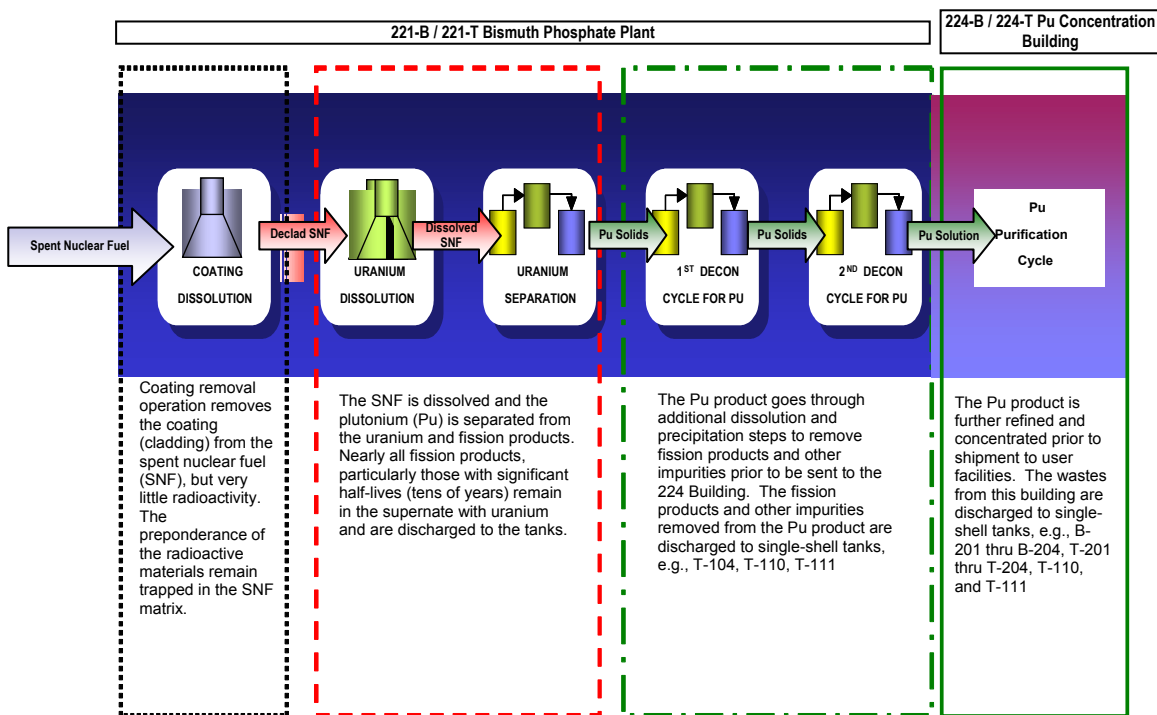 221-B / 221-T Bismuth Phosphate Plant
224-B / 224-T Pu Concentration
Building
Spent Nuclear Fuel
COATING
DISSOLUTION
Declad SNF
URANIUM
DISSOLUTION
Dissolved
SNF
URANIUM
SEPARATION
Pu Solids
1ST DECON
CYCLE FOR PU
Pu Solids
2ND DECON
CYCLE FOR PU
Pu Solution
Pu
Purification
Cycle
Coating removal
operation removes
the coating
(cladding) from the
spent nuclear fuel
(SNF), but very
little radioactivity.
The
preponderance of
the radioactive
materials remain
trapped in the SNF
matrix.
The SNF is dissolved and the
plutonium (Pu) is separated from
the uranium and fission products.
Nearly all fission products,
particularly those with significant
half-lives (tens of years) remain
in the supernate with uranium
and are discharged to the tanks.
The Pu product goes through
additional dissolution and
precipitation steps to remove
fission products and other
impurities prior to be sent to the
224 Building. The fission
products and other impurities
removed from the Pu product are
discharged to single-shell tanks,
e.g., T-104, T-110, T-111
The Pu product is
further refined and
concentrated prior to
shipment to user
facilities. The wastes
from this building are
discharged to single-
shell tanks, e.g., B-
201 thru B-204, T-201
thru T-204, T-110,
and T-111